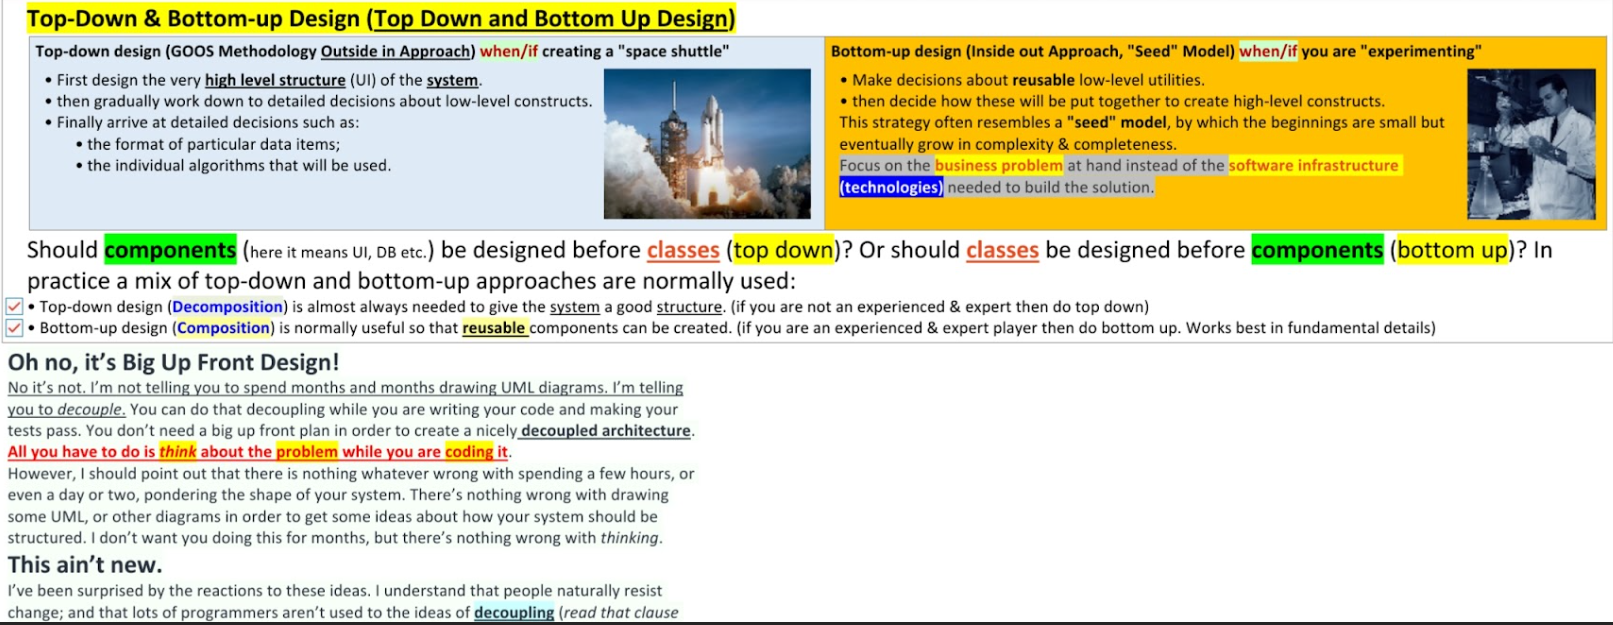 Top-Down & Bottom-up Design (Top Down and Bottom Up Design)
Top-down design (GOOS Methodology Outside in Approach) when/if creating a "space shuttle"
• First design the very high level structure (UI) of the system.
• then gradually work down to detailed decisions about low-level constructs.
• Finally arrive at detailed decisions such as:
• the format of particular data items;
• the individual algorithms that will be used.
Bottom-up design (Inside out Approach, "Seed" Model) when/if you are "experimenting"
• Make decisions about reusable low-level utilities.
• then decide how these will be put together to create high-level constructs.
This strategy often resembles a "seed" model, by which the beginnings are small but
eventually grow in complexity & completeness.
Focus on the business problem at hand instead of the software infrastructure
(technologies) needed to build the solution.
Should components (here it means UI, DB etc.) be designed before classes (top down)? Or should classes be designed before components (bottom up)? In
practice a mix of top-down and bottom-up approaches are normally used:
• Top-down design (Decomposition) is almost always needed to give the system a good structure. (if you are not an experienced & expert then do top down)
• Bottom-up design (Composition) is normally useful so that reusable components can be created. (if you are an experienced & expert player then do bottom up. Works best in fundamental details)
Oh no, it's Big Up Front Design!
No it's not. I'm not telling you to spend months and months drawing UML diagrams. I'm telling
you to decouple. You can do that decoupling while you are writing your code and making your
tests pass. You don't need a big up front plan in order to create a nicely decoupled architecture.
All you have to do is think about the problem while you are coding it.
However, I should point out that there is nothing whatever wrong with spending a few hours, or
even a day or two, pondering the shape of your system. There's nothing wrong with drawing
some UML, or other diagrams in order to get some ideas about how your system should be
structured. I don't want you doing this for months, but there's nothing wrong with thinking.
This ain't new.
I've been surprised by the reactions to these ideas. I understand that people naturally resist
change; and that lots of programmers aren't used to the ideas of decoupling (read that clause